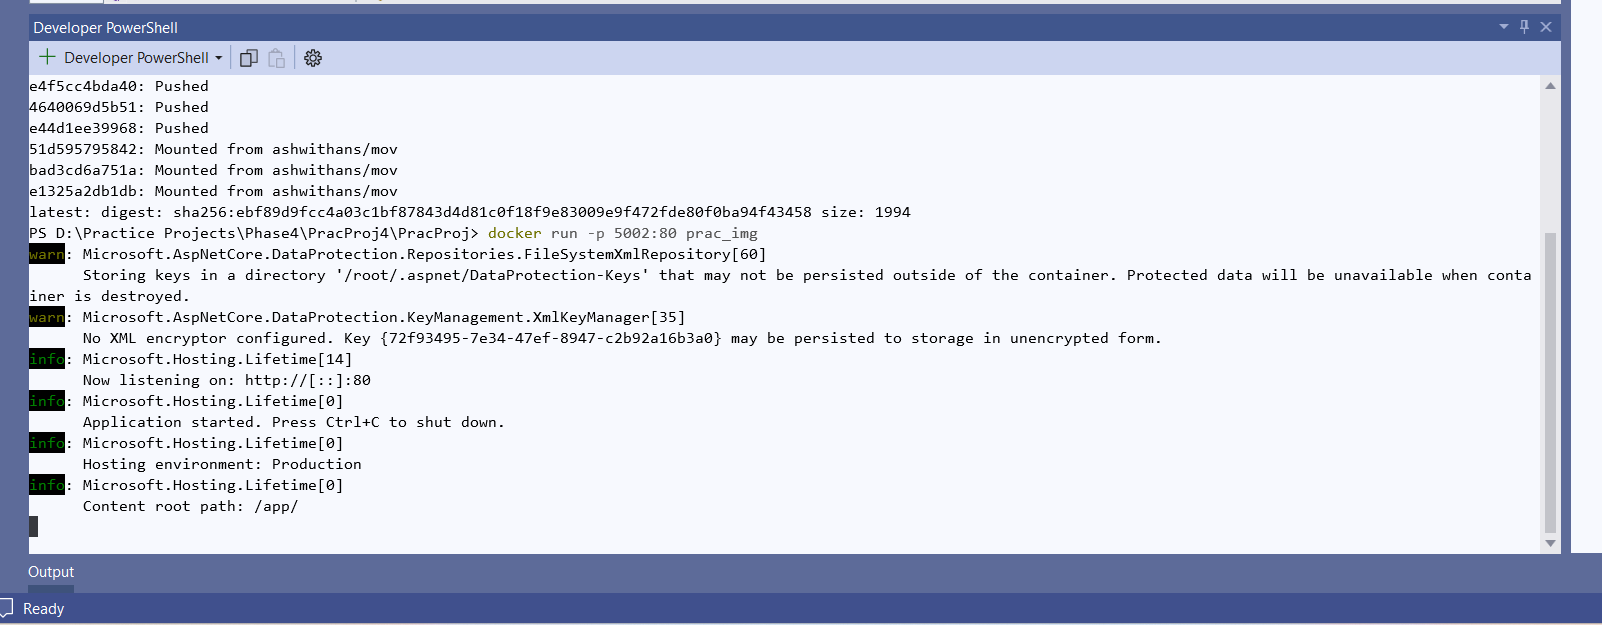 Developer PowerShell
Developer PowerShell
e4f5cc4bda40: Pushed
4640069d5b51: Pushed
e44d1ee39968: Pushed
51d595795842: Mounted from ashwithans/mov
bad3cd6a751a: Mounted from ashwithans/mov
e1325a2db1db: Mounted from ashwithans/mov
latest: digest: sha256:ebf89d9fcc4a03c1bf87843d4d81c0f18f9e83009e9f472fde80f0ba94f43458 size: 1994
PS D:\Practice Projects\Phase4\PracProj4\PracProj> docker run -p 5002:80 prac_img
warn: Microsoft.AspNetCore.DataProtection.Repositories.FileSystemXmlRepository[60]
Storing keys in a directory '/root/.aspnet/DataProtection-Keys' that may not be persisted outside of the container. Protected data will be unavailable when conta
iner is destroyed.
warn: Microsoft.AspNetCore.DataProtection.KeyManagement.XmlKeyManager[35]
No XML encryptor configured. Key {72f93495-7e34-47ef-8947-c2b92a16b3a0} may be persisted to storage in unencrypted form.
info: Microsoft.Hosting.Lifetime[14]
Now listening on: http://[::]:80
info: Microsoft.Hosting.Lifetime[0]
Application started. Press Ctrl+C to shut down.
info: Microsoft.Hosting.Lifetime[0]
Hosting environment: Production
info: Microsoft.Hosting.Lifetime[0]
Content root path: /app/
Output
Ready